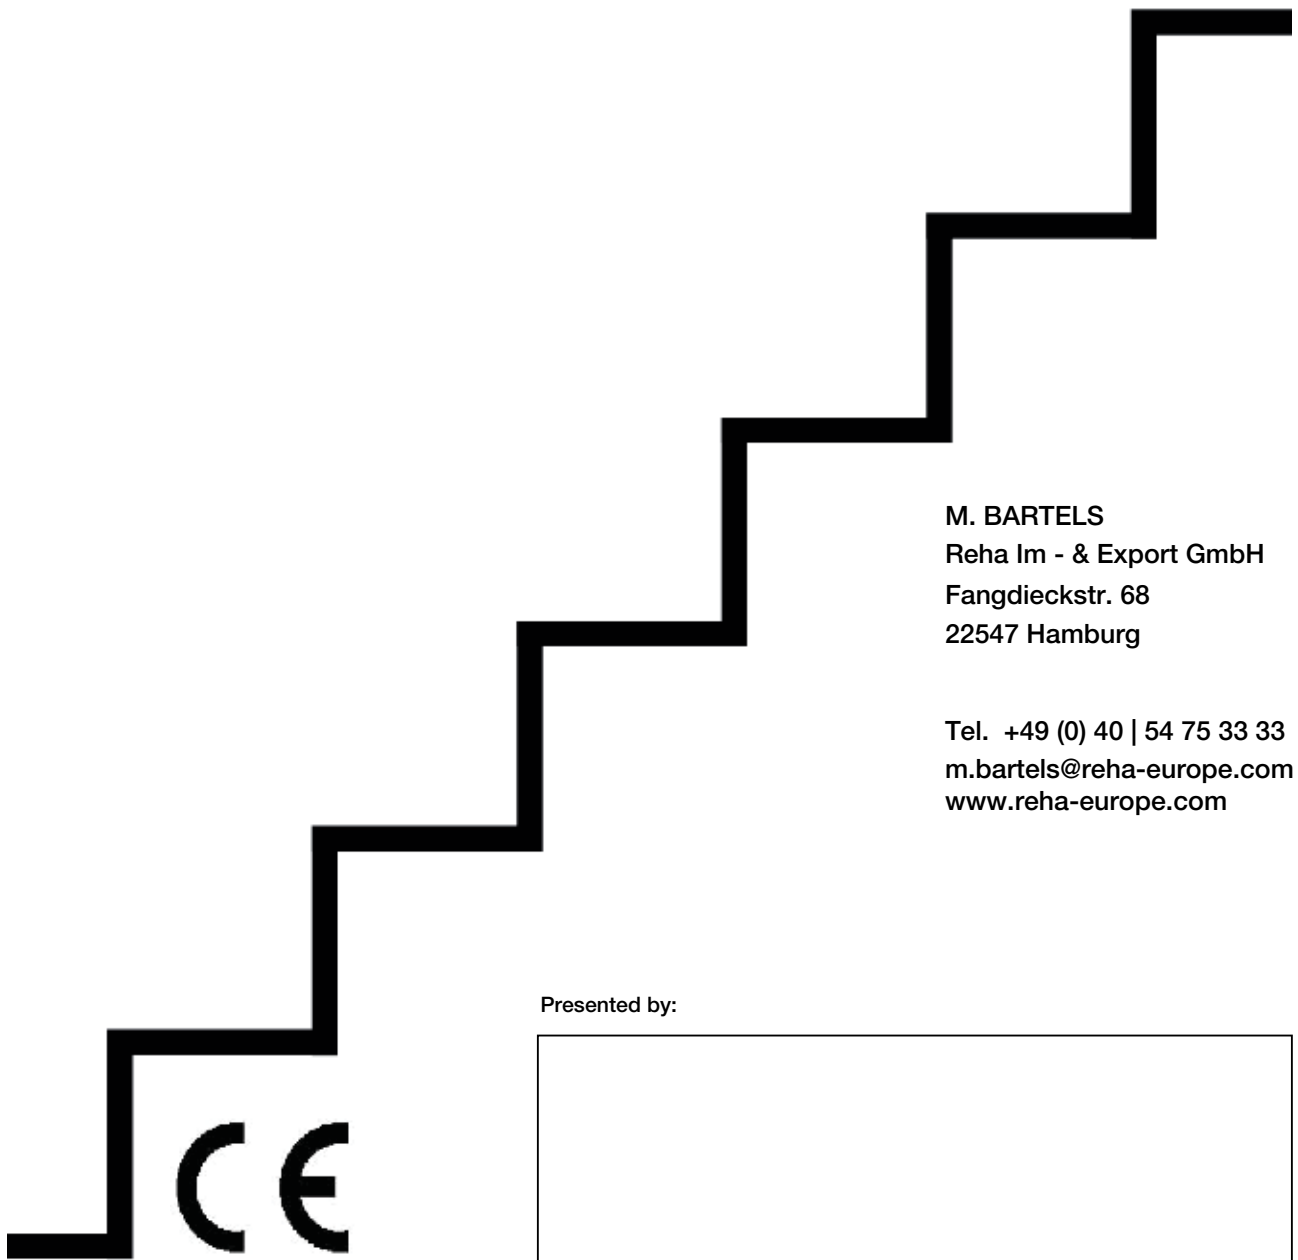 M. BARTELS
Reha Im - & Export GmbH
Fangdieckstr. 68
22547 Hamburg
Tel. +49 (0) 40 | 54 75 33 33
m.bartels@reha-europe.com
www.reha-europe.com
Presented by:
CE